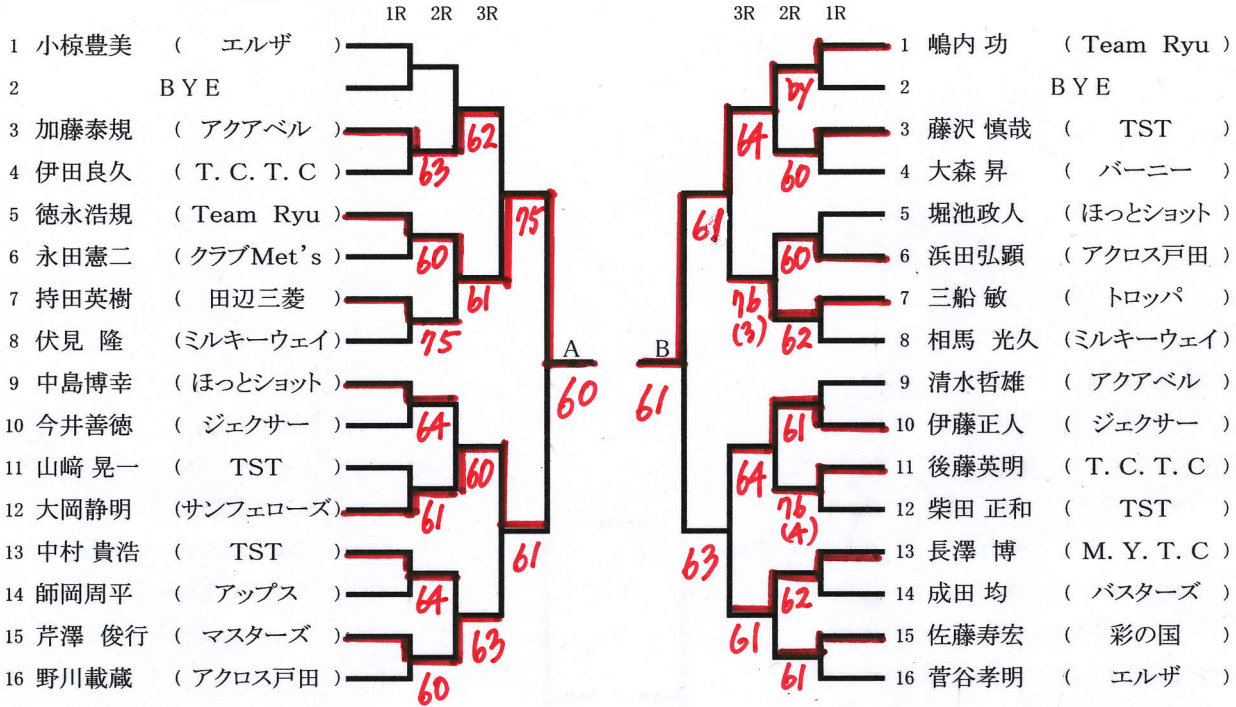 1R 2R 3R
3R 2R 1R
1 小椋豊美 ( エルザ )
2 BYE
3 加藤泰規 ( アクアベル )
4 伊田良久 ( T. C. T. C )
5 徳永浩規 ( Team Ryu )
6 永田憲二 ( クラブMet's )
7 持田英樹 ( 田辺三菱 )
8 伏見 隆 (ミルキーウェイ)
9 中島博幸 ( ほっとショット )
10 今井善徳 ( ジェクサー )
11 山﨑 晃一 ( TST )
12 大岡静明 (サンフェローズ)
13 中村 貴浩 ( TST )
14 師岡周平 ( アップス )
15 芹澤 俊行 ( マスターズ )
16 野川載蔵 ( アクロス戸田 )
63
60
75
64
61
64
60
62
61
60
63
75
61
A
60
B
61
61
63
64
76
(3)
64
61
by
60
60
62
61
76
(4)
62
61
1 嶋内 功 ( Team Ryu )
2 BYE
3 藤沢 慎哉 ( TST )
4 大森 昇 ( バーニー )
5 堀池政人 ( ほっとショット )
6 浜田弘顕 ( アクロス戸田 )
7 三船 敏 ( トロッパ )
8 相馬 光久 (ミルキーウェイ)
9 清水哲雄 ( アクアベル )
10 伊藤正人 ( ジェクサー )
11 後藤英明 ( T. C. T. C )
12 柴田 正和 ( TST )
13 長澤 博 ( M. Y. T. C )
14 成田 均 ( バスターズ )
15 佐藤寿宏 ( 彩の国 )
16 菅谷孝明 ( エルザ )